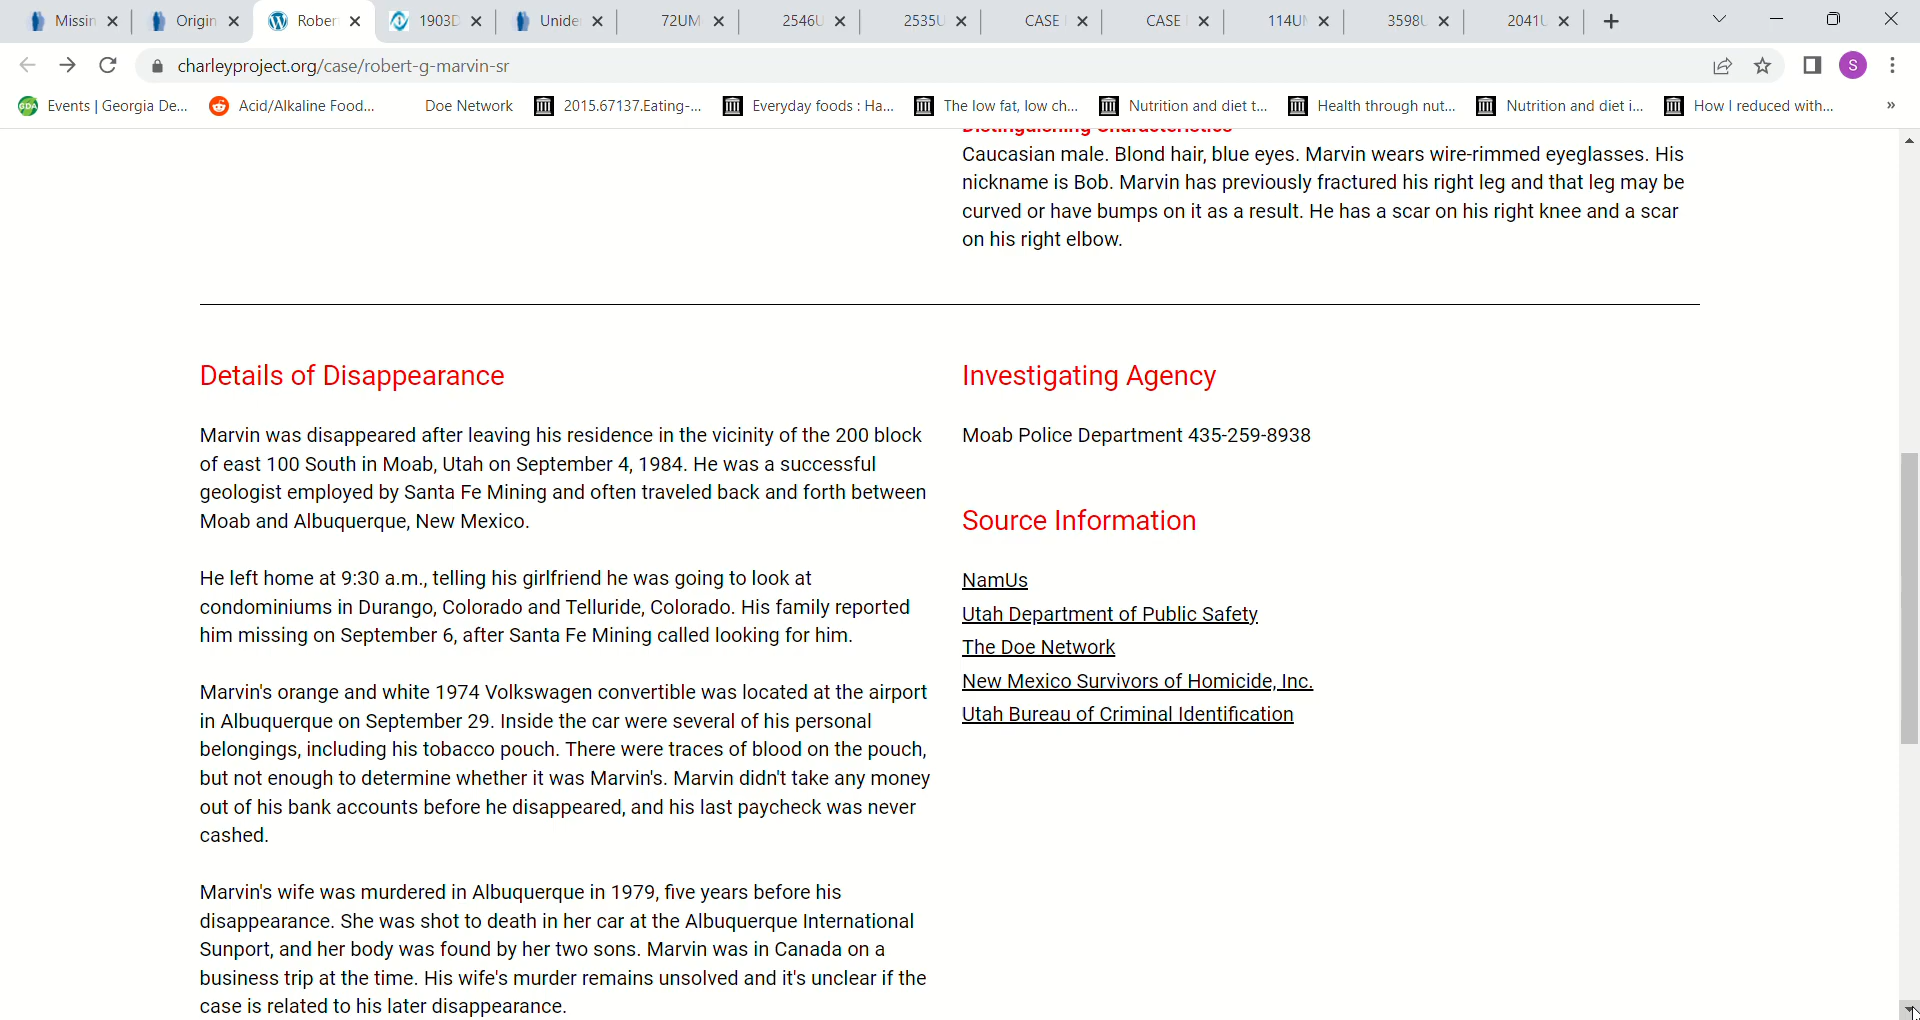 Missin
Origin
Rober
1903D
Unide
72UM
2546U
2535U
CASE
CASE
114U
3598U
2041U
charleyproject.org/case/robert-g-marvin-sr
S
Events | Georgia De...
Acid/Alkaline Food...
Doe Network
2015.67137.Eating-...
Everyday foods : Ha...
The low fat, low ch...
Nutrition and diet t...
Health through nut...
Nutrition and diet i...
How I reduced with...
»
Distinguishing Characteristics
Caucasian male. Blond hair, blue eyes. Marvin wears wire-rimmed eyeglasses. His
nickname is Bob. Marvin has previously fractured his right leg and that leg may be
curved or have bumps on it as a result. He has a scar on his right knee and a scar
on his right elbow.
Details of Disappearance
Marvin was disappeared after leaving his residence in the vicinity of the 200 block
of east 100 South in Moab, Utah on September 4, 1984. He was a successful
geologist employed by Santa Fe Mining and often traveled back and forth between
Moab and Albuquerque, New Mexico.
He left home at 9:30 a.m., telling his girlfriend he was going to look at
condominiums in Durango, Colorado and Telluride, Colorado. His family reported
him missing on September 6, after Santa Fe Mining called looking for him.
Marvin's orange and white 1974 Volkswagen convertible was located at the airport
in Albuquerque on September 29. Inside the car were several of his personal
belongings, including his tobacco pouch. There were traces of blood on the pouch,
but not enough to determine whether it was Marvin's. Marvin didn't take any money
out of his bank accounts before he disappeared, and his last paycheck was never
cashed.
Marvin's wife was murdered in Albuquerque in 1979, five years before his
disappearance. She was shot to death in her car at the Albuquerque International
Sunport, and her body was found by her two sons. Marvin was in Canada on a
business trip at the time. His wife's murder remains unsolved and it's unclear if the
case is related to his later disappearance.
Investigating Agency
Moab Police Department 435-259-8938
Source Information
NamUs
Utah Department of Public Safety
The Doe Network
New Mexico Survivors of Homicide, Inc.
Utah Bureau of Criminal Identification